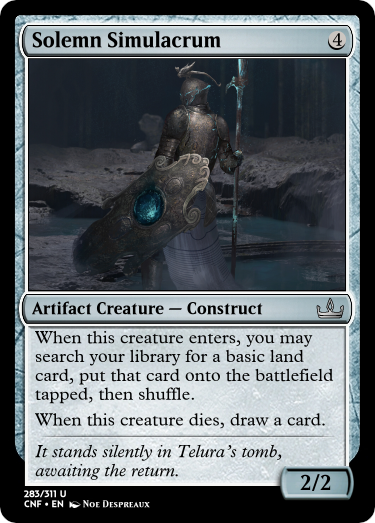 Solemn Simulacrum 4
Artifact Creature — Construct
When this creature enters, you may
search your library for a basic land
card, put that card onto the battlefield
tapped, then shuffle.
When this creature dies, draw a card.
It stands silently in Telura's tomb,
awaiting the return.
2/2
283/311 U
CNF • EN Noe Despreaux